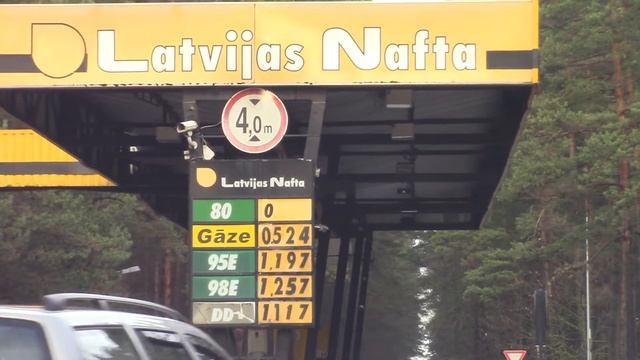 Latvijas Nafta
4,0m
Latvijas Nafta
80 0
Gāze 0.524
95E 1,197
98E 1,257
DD 1,117